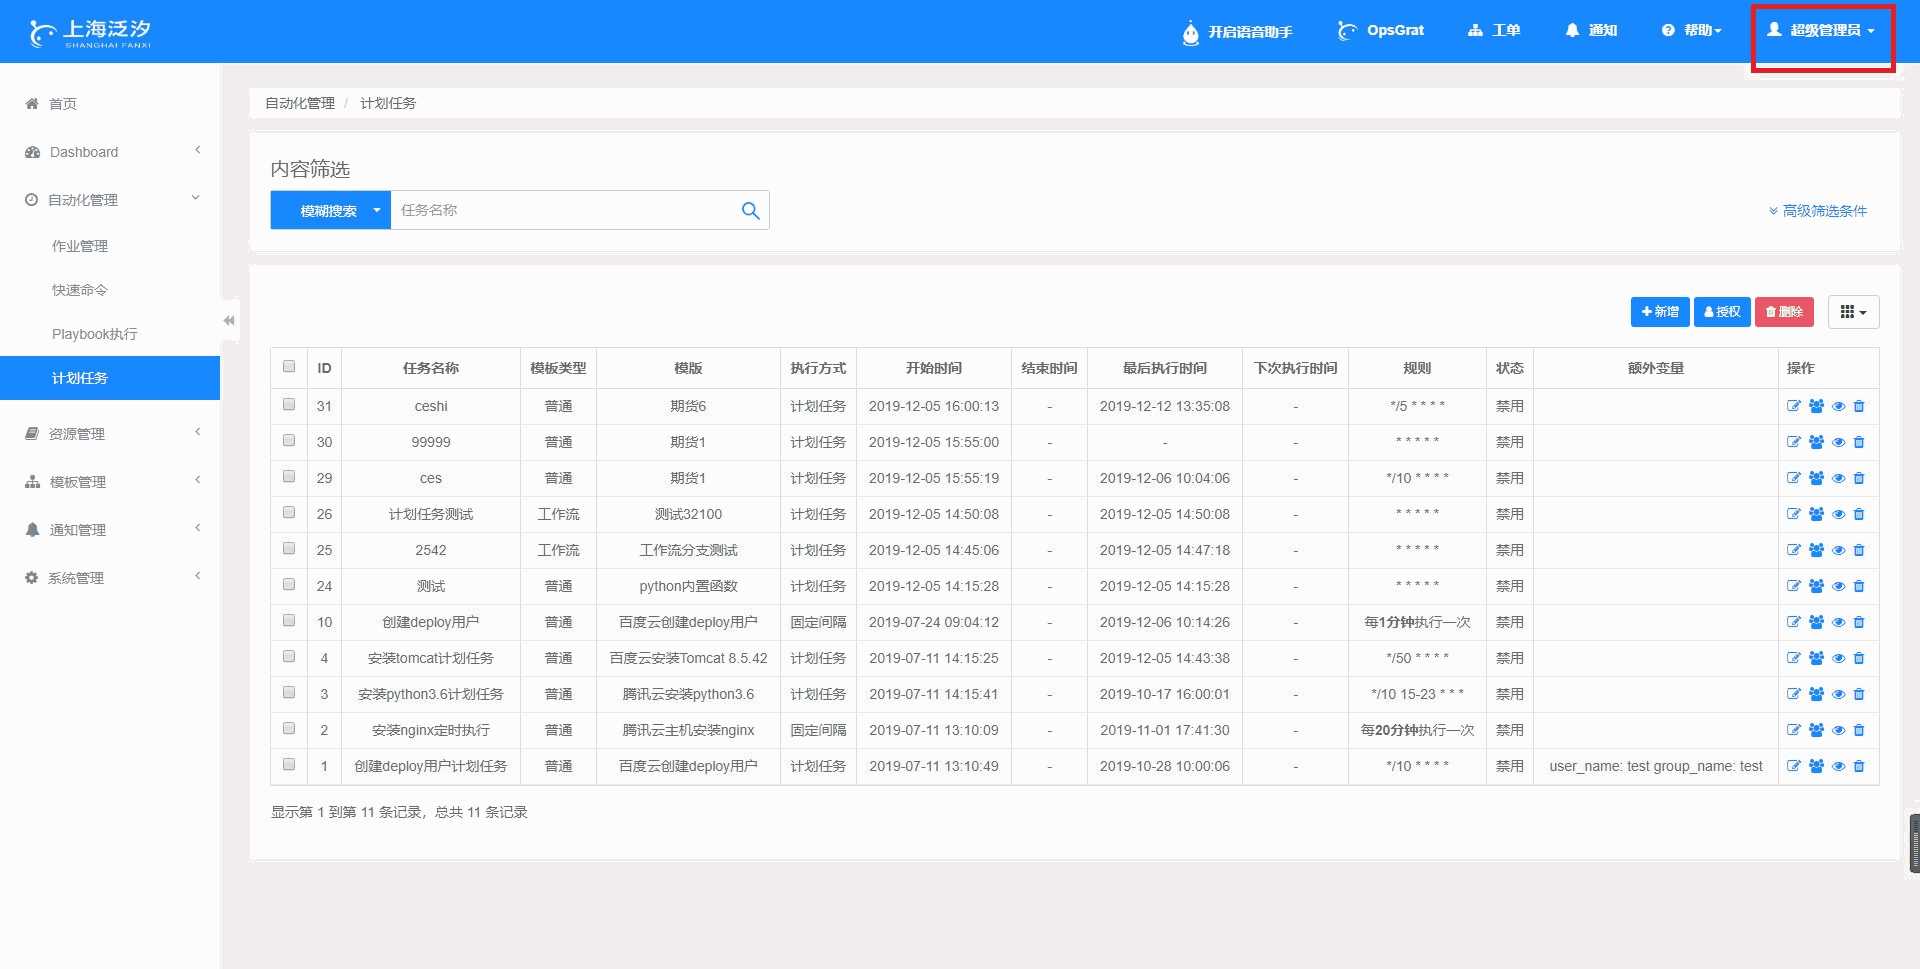 上海泛汐
SHANGHAI FANXI
开启语音助手 OpsGrat 工单 通知 帮助 超级管理员
首页
Dashboard
自动化管理
作业管理
快速命令
Playbook执行
计划任务
资源管理
模板管理
通知管理
系统管理
自动化管理 / 计划任务
内容筛选
模糊搜索 任务名称 高级筛选条件
新增 授权 删除
ID 任务名称 模板类型 模版 执行方式 开始时间 结束时间 最后执行时间 下次执行时间 规则 状态 额外变量 操作
31 ceshi 普通 期货6 计划任务 2019-12-05 16:00:13 - 2019-12-12 13:35:08 - */5 * * * * 禁用
30 99999 普通 期货1 计划任务 2019-12-05 15:55:00 - - - * * * * * 禁用
29 ces 普通 期货1 计划任务 2019-12-05 15:55:19 - 2019-12-06 10:04:06 - */10 * * * * 禁用
26 计划任务测试 工作流 测试32100 计划任务 2019-12-05 14:50:08 - 2019-12-05 14:50:08 - * * * * * 禁用
25 2542 工作流 工作流分支测试 计划任务 2019-12-05 14:45:06 - 2019-12-05 14:47:18 - * * * * * 禁用
24 测试 普通 python内置函数 计划任务 2019-12-05 14:15:28 - 2019-12-05 14:15:28 - * * * * * 禁用
10 创建deploy用户 普通 百度云创建deploy用户 固定间隔 2019-07-24 09:04:12 - 2019-12-06 10:14:26 - 每1分钟执行一次 禁用
4 安装tomcat计划任务 普通 百度云安装Tomcat 8.5.42 计划任务 2019-07-11 14:15:25 - 2019-12-05 14:43:38 - */50 * * * * 禁用
3 安装python3.6计划任务 普通 腾讯云安装python3.6 计划任务 2019-07-11 14:15:41 - 2019-10-17 16:00:01 - */10 15-23 * * * 禁用
2 安装nginx定时执行 普通 腾讯云主机安装nginx 固定间隔 2019-07-11 13:10:09 - 2019-11-01 17:41:30 - 每20分钟执行一次 禁用
1 创建deploy用户计划任务 普通 百度云创建deploy用户 计划任务 2019-07-11 13:10:49 - 2019-10-28 10:00:06 - */10 * * * * 禁用 user_name: test group_name: test
显示第 1 到第 11 条记录，总共 11 条记录